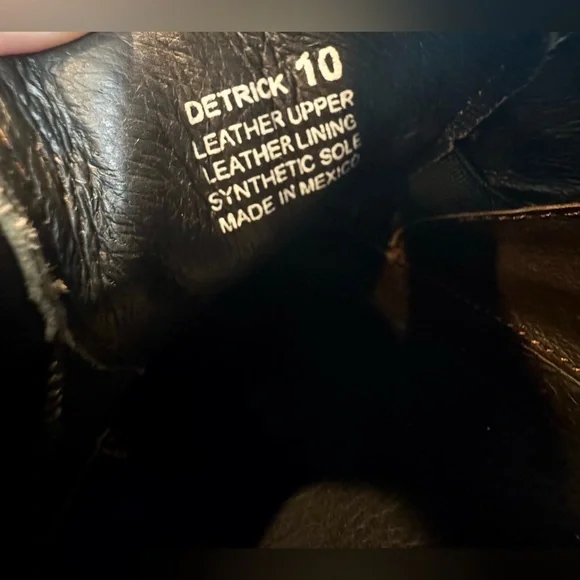 DETRICK 10
LEATHER UPPER
LEATHER LINING
SYNTHETIC SOLE
MADE IN MEXICO